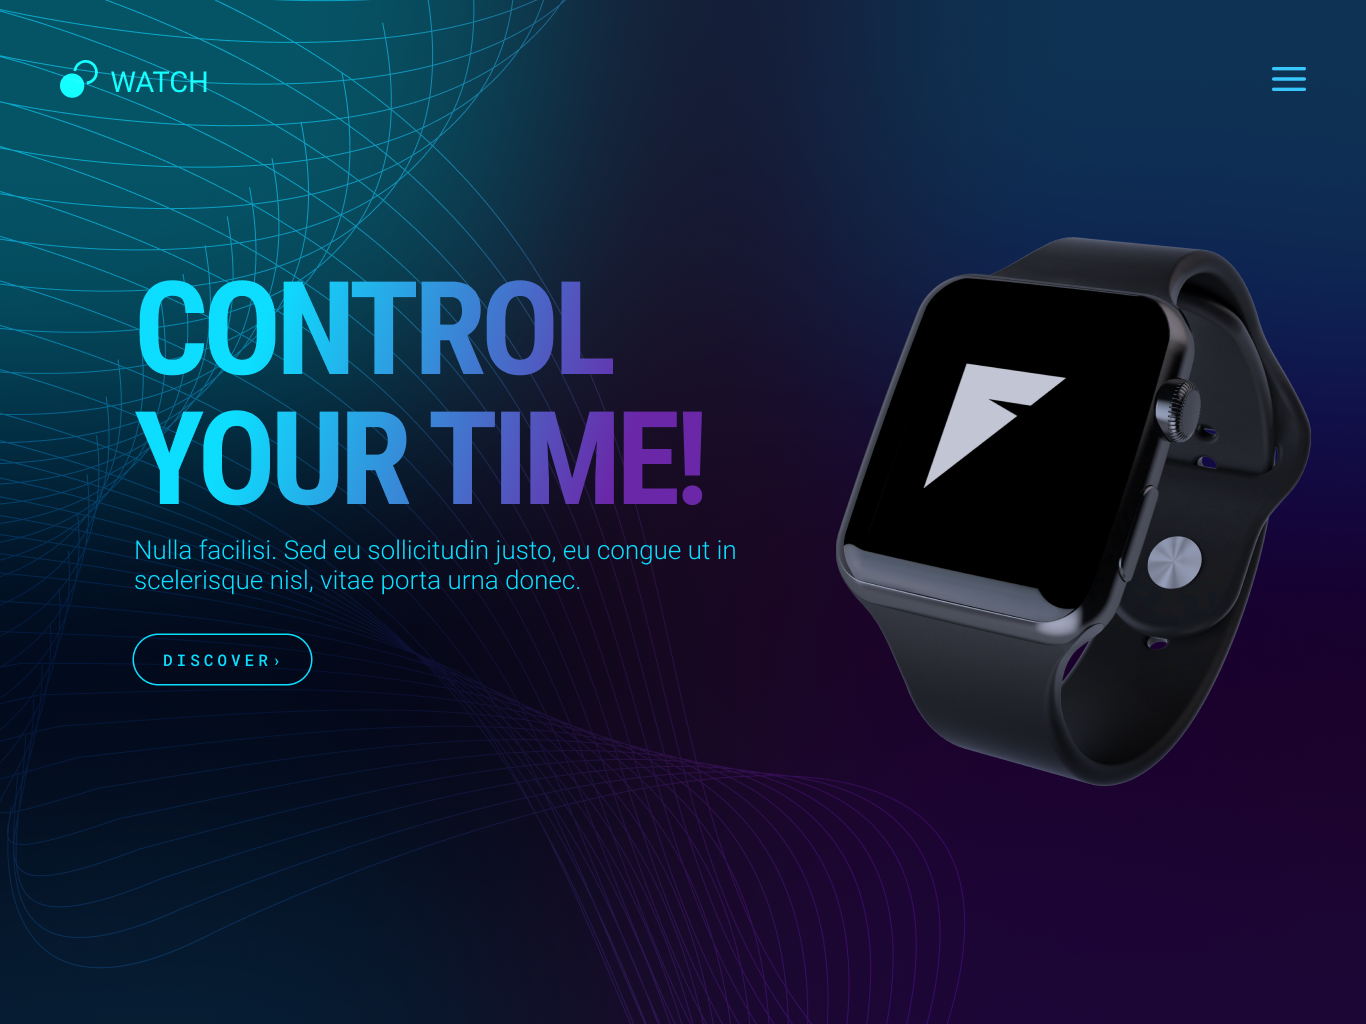 WATCH
CONTROL
YOUR TIME!
Nulla facilisi. Sed eu sollicitudin justo, eu congue ut in
scelerisque nisl, vitae porta urna donec.
DISCOVER›